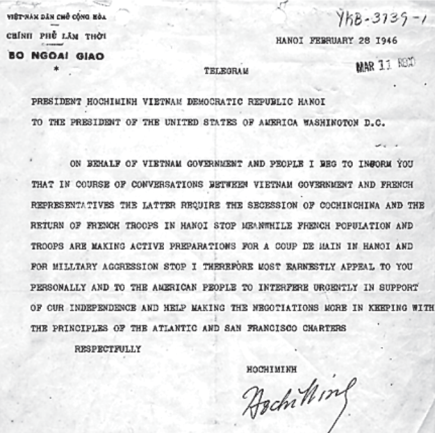 VIỆT-NAM DÂN CHỦ CỘNG HÒA
YKB-3739-1
CHÍNH PHỦ LÂM THỜI
HANOI FEBRUARY 28 1946
BO NGOAI GIAO
MAR 11 RECD
*
TELEGRAM
PRESIDENT HOCHIMINH VIETNAM DEMOCRATIC REPUBLIC HANOI
TO THE PRESIDENT OF THE UNITED STATES OF AMERICA WASHINGTON D.C.
ON BEHALF OF VIETNAM GOVERNMENT AND PEOPLE I BEG TO INFORM YOU
THAT IN COURSE OF CONVERSATIONS BETWEEN VIETNAM GOVERNMENT AND FRENCH
REPRESENTATIVES THE LATTER REQUIRE THE SECESSION OF COCHINCHINA AND THE
RETURN OF FRENCH TROOPS IN HANOI STOP MEANWHILE FRENCH POPULATION AND
TROOPS ARE MAKING ACTIVE PREPARATIONS FOR A COUP DE MAIN IN HANOI AND
FOR MILITARY AGGRESSION STOP I THEREFORE MOST EARNESTLY APPEAL TO YOU
PERSONALLY AND TO THE AMERICAN PEOPLE TO INTERFERE URGENTLY IN SUPPORT
OF OUR INDEPENDENCE AND HELP MAKING THE NEGOTIATIONS MORE IN KEEPING WITH
THE PRINCIPLES OF THE ATLANTIC AND SAN FRANCISCO CHARTERS
RESPECTFULLY
HOCHIMINH
HochiMinh